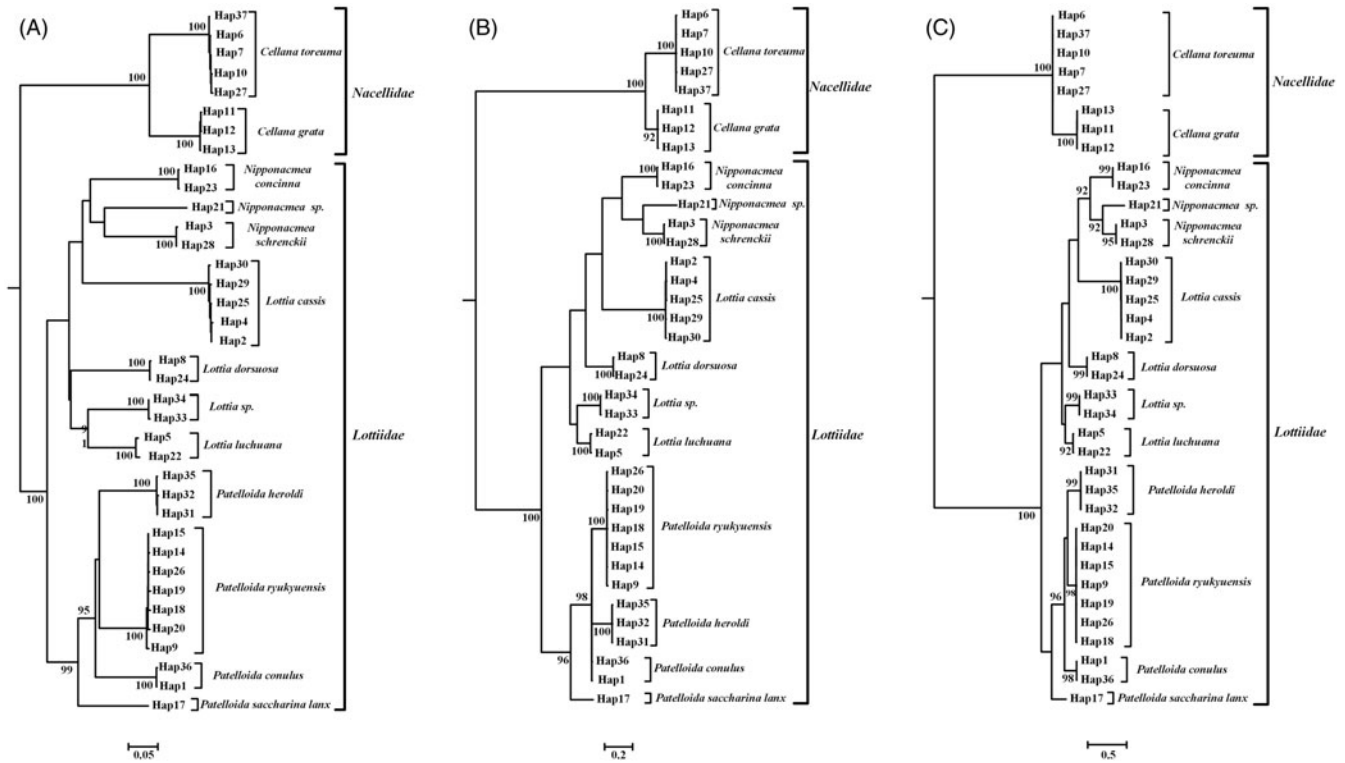 (A)
100
100
100
Hap37
Hap6
Hap7
Hap10
Hap27
Cellana toreuma
Hap11
Hap12
Hap13
Cellana grata
Nacellidae
100
Hap16
Hap23
Nipponacmea
concinna
Hap21
Nipponacmea sp.
100
Hap3
Hap28
Nipponacmea
schrenckii
100
Hap30
Hap29
Hap25
Hap4
Hap2
Lottia cassis
100
Hap8
Hap24
Lottia dorsuosa
100
Hap34
Hap33
Lottia sp.
9
1
100
Hap5
Hap22
Lottia luchuana
Lottiidae
100
100
Hap35
Hap32
Hap31
Patelloida heroldi
Hap15
Hap14
Hap26
Hap19
Hap18
Hap20
Hap9
Patelloida ryukyuensis
95
100
99
100
Hap36
Hap1
Patelloida conulus
Hap17
Patelloida saccharina lanx
0.05
(B)
100
100
92
Hap6
Hap7
Hap10
Hap27
Hap37
Cellana toreuma
Hap11
Hap12
Hap13
Cellana grata
Nacellidae
100
Hap16
Hap23
Nipponacmea
concinna
Hap21
Nipponacmea sp.
100
Hap3
Hap28
Nipponacmea
schrenckii
100
Hap2
Hap4
Hap25
Hap29
Hap30
Lottia cassis
100
Hap8
Hap24
Lottia dorsuosa
100
Hap34
Hap33
Lottia sp.
100
Hap22
Hap5
Lottia luchuana
Lottiidae
100
100
Hap26
Hap20
Hap19
Hap18
Hap15
Hap14
Hap9
Patelloida ryukyuensis
98
100
Hap35
Hap32
Hap31
Patelloida heroldi
96
Hap36
Hap1
Patelloida conulus
Hap17
Patelloida saccharina lanx
0.2
(C)
100
100
Hap6
Hap37
Hap10
Hap7
Hap27
Cellana toreuma
Hap13
Hap11
Hap12
Cellana grata
Nacellidae
99
Hap16
Hap23
Nipponacmea
concinna
92
92
Hap21
Nipponacmea sp.
95
Hap3
Hap28
Nipponacmea
schrenckii
100
Hap30
Hap29
Hap25
Hap4
Hap2
Lottia cassis
99
Hap8
Hap24
Lottia dorsuosa
99
Hap33
Hap34
Lottia sp.
92
Hap5
Hap22
Lottia luchuana
Lottiidae
100
99
Hap31
Hap35
Hap32
Patelloida heroldi
Hap20
Hap14
Hap15
Hap9
Hap19
Hap26
Hap18
Patelloida ryukyuensis
96
98
98
Hap1
Hap36
Patelloida conulus
Hap17
Patelloida saccharina lanx
0.5